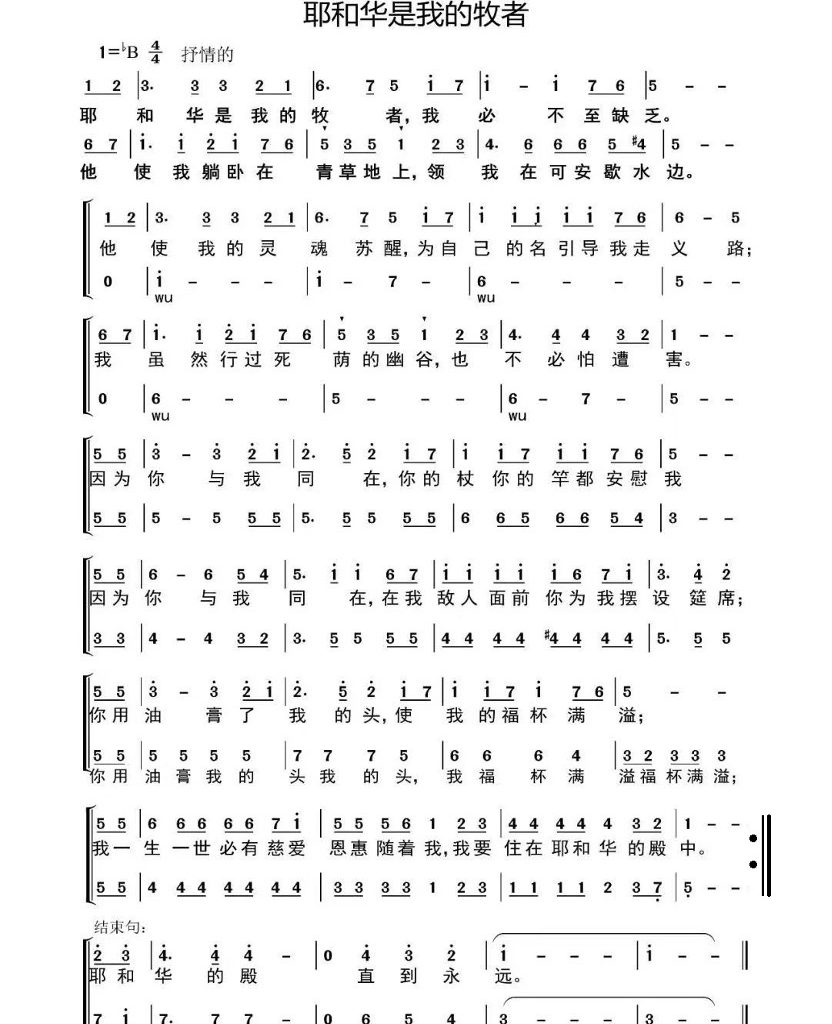 耶和华是我的牧者
1=♭B 4/4 抒情的
1 2 | 3. 3 3 2 1 | 6. 7 5 i 7 | i - i 7 6 | 5 - -
耶 和 华 是 我 的 牧 者, 我 必 不 至 缺 乏。
6 7 | i. i 2 i 7 6 | 5 3 5 1 2 3 | 4. 6 6 6 5 #4 | 5 - -
他 使 我 躺 卧 在 青 草 地 上, 领 我 在 可 安 歇 水 边。
1 2 | 3. 3 3 2 1 | 6. 7 5 i 7 | i i i i i 7 6 | 6 - 5
他 使 我 的 灵 魂 苏 醒, 为 自 己 的 名 引 导 我 走 义 路;
0 | i - - - | i - 7 - | 6 - - - | 5 - -
wu wu
6 7 | i. i 2 i 7 6 | 5 3 5 1 2 3 | 4. 4 4 3 2 | 1 - -
我 虽 然 行 过 死 荫 的 幽 谷, 也 不 必 怕 遭 害。
0 | 6 - - - | 5 - - - | 6 - 7 - | 5 - -
wu wu
5 5 | 3 - 3 2 i | 2. 5 2 i 7 | i i 7 i i 7 6 | 5 - -
因 为 你 与 我 同 在, 你 的 杖 你 的 竿 都 安 慰 我
5 5 | 5 - 5 5 5 | 5. 5 5 5 5 | 6 6 5 6 6 5 4 | 3 - -
5 5 | 6 - 6 5 4 | 5. i i 6 7 | i i i i i 6 7 i | 3. 4 2
因 为 你 与 我 同 在, 在 我 敌 人 面 前 你 为 我 摆 设 筵 席;
3 3 | 4 - 4 3 2 | 3. 5 5 5 5 | 4 4 4 4 #4 4 4 4 | 5. 5 5
5 5 | 3 - 3 2 i | 2. 5 2 i 7 | i i 7 i 7 6 | 5 - -
你 用 油 膏 了 我 的 头, 使 我 的 福 杯 满 溢;
5 5 | 5 5 5 5 | 7 7 7 5 | 6 6 6 4 | 3 2 3 3 3
你 用 油 膏 我 的 头 我 的 头, 我 福 杯 满 溢 福 杯 满 溢;
5 5 | 6 6 6 6 6 7 i | 5 5 5 6 1 2 3 | 4 4 4 4 4 3 2 | 1 - -
我 一 生 一 世 必 有 慈 爱 恩 惠 随 着 我, 我 要 住 在 耶 和 华 的 殿 中。
5 5 | 4 4 4 4 4 4 4 | 3 3 3 3 1 2 3 | 1 1 1 1 2 3 7 | 5 - -
结束句:
2 3 | 4. 4 4 - | 0 4 3 2 | i - - - | i - -
耶 和 华 的 殿 直 到 永 远。
7 i | 7. 7 7 - | 0 6 5 4 | 3 - - - | 3 - -